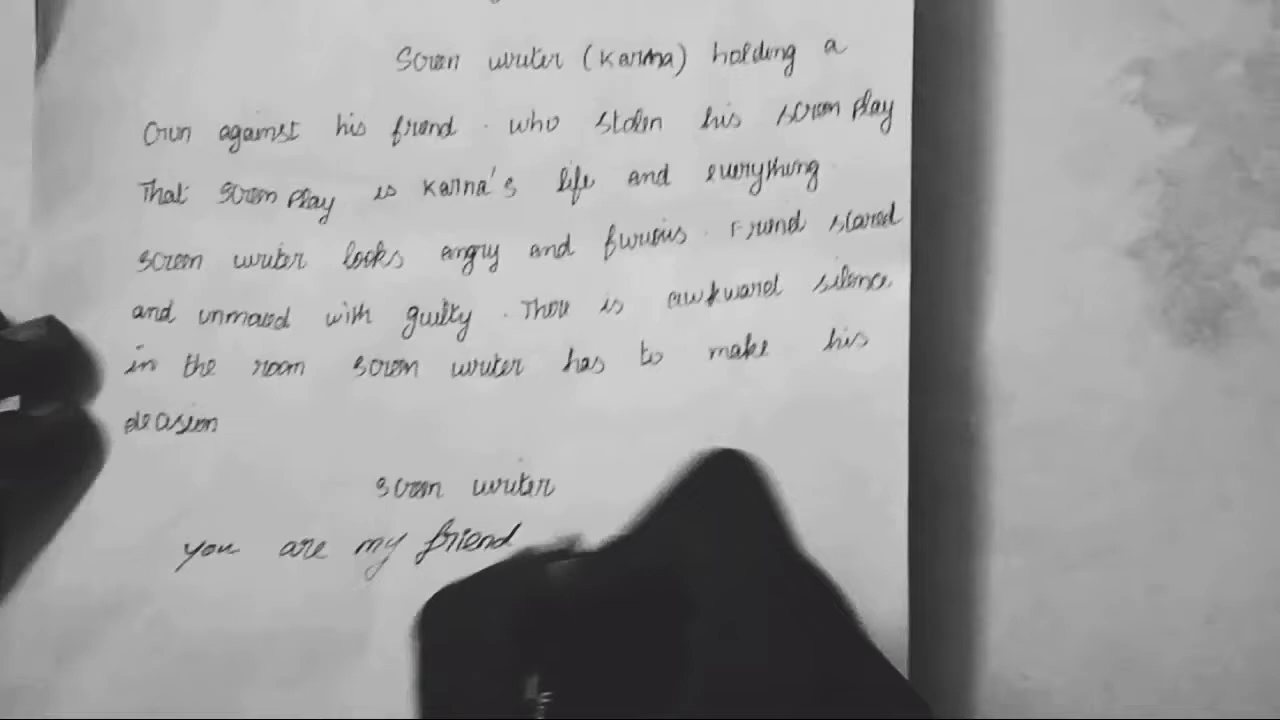 Screen writer (Karna) holding a
Gun against his friend. who stolen his screen play
That screen play is Karna's life and everything.
screen writer looks angry and furious. Friend scared
and unmoved with guilty. There is awkward silence
in the room screen writer has to make his
decision
screen writer
you are my friend